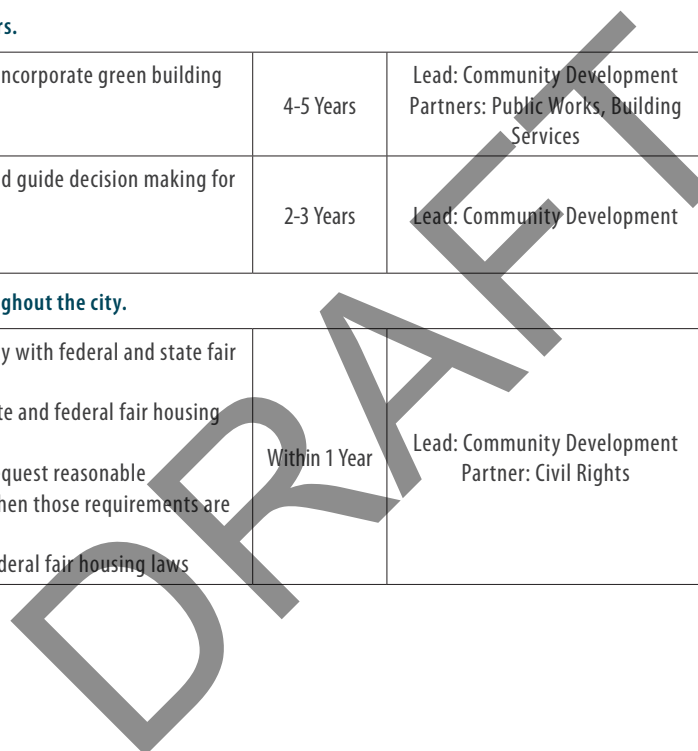 rs.
ncorporate green building
4-5 Years
Lead: Community Development
Partners: Public Works, Building
Services
d guide decision making for
2-3 Years
Lead: Community Development
ghout the city.
y with federal and state fair
te and federal fair housing
quest reasonable
hen those requirements are
deral fair housing laws
Within 1 Year
Lead: Community Development
Partner: Civil Rights
DRAFT